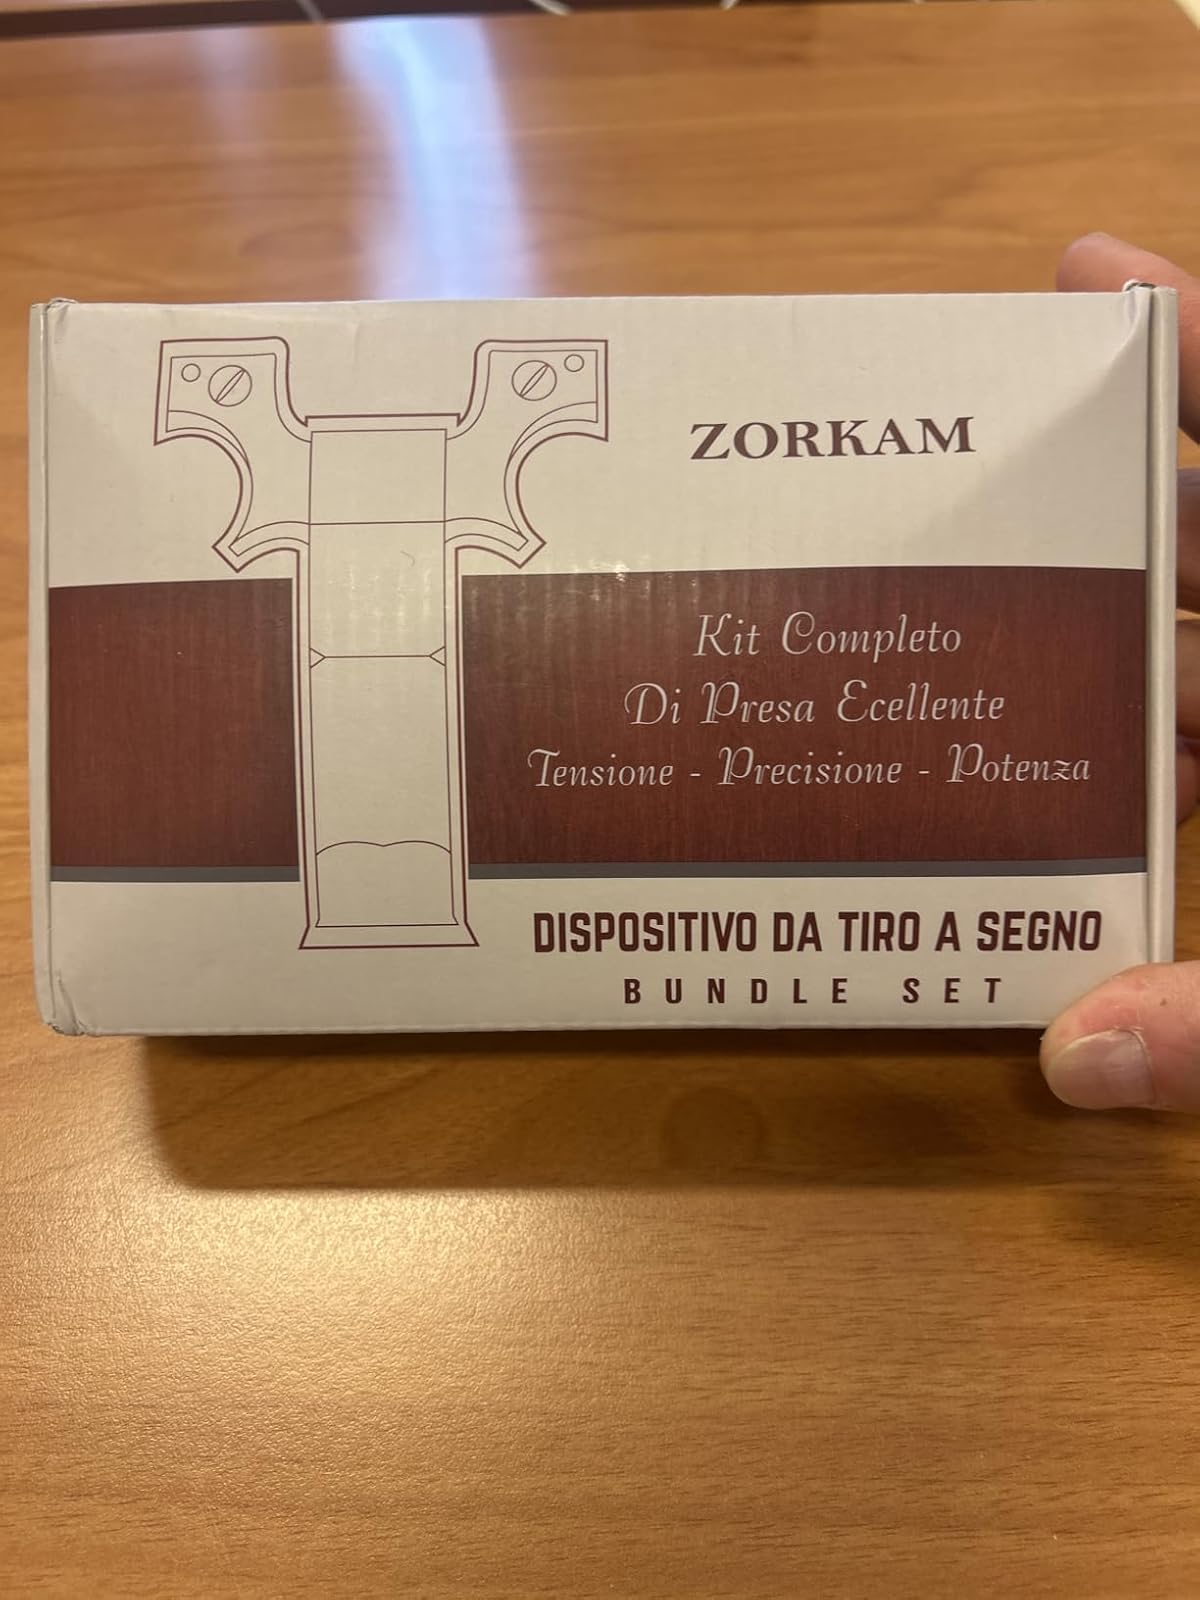 ZORKAM
Kit Completo
Di Presa Ecellente
Tensione - Precisione - Potenza
DISPOSITIVO DA TIRO A SEGNO
BUNDLE SET